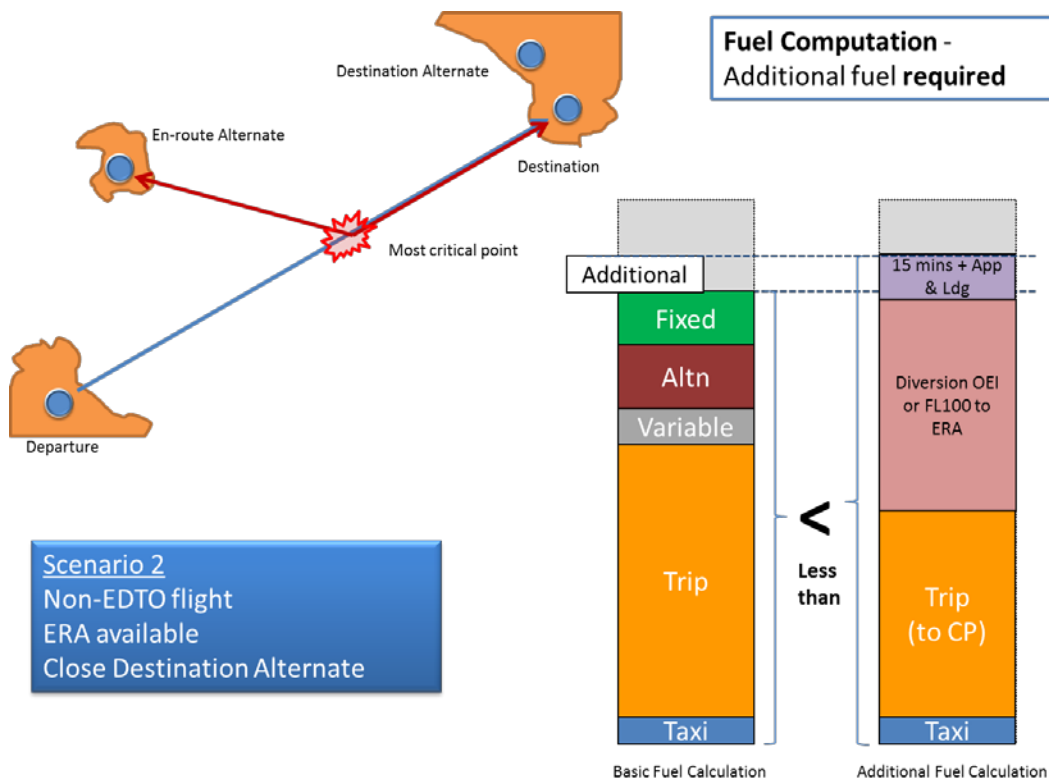 Fuel Computation -
Additional fuel required
Destination Alternate
En-route Alternate
Destination
Most critical point
Departure
Scenario 2
Non-EDTO flight
ERA available
Close Destination Alternate
Additional
Fixed
Altn
Variable
Trip
Taxi
Basic Fuel Calculation
<
Less
than
15 mins + App
& Ldg
Diversion OEI
or FL100 to
ERA
Trip
(to CP)
Taxi
Additional Fuel Calculation